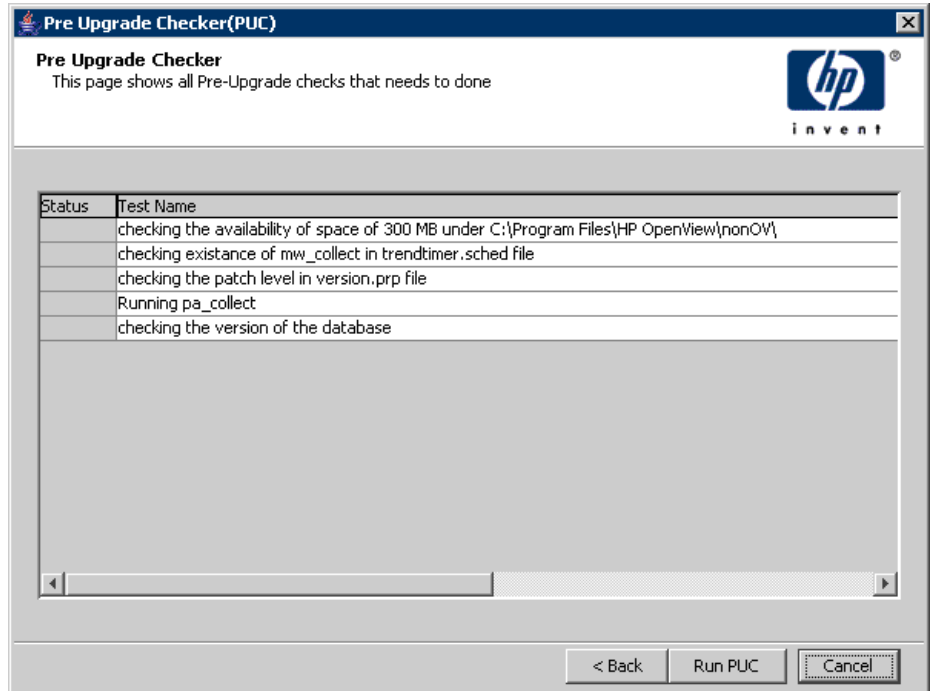 Pre Upgrade Checker(PUC)
Pre Upgrade Checker
This page shows all Pre-Upgrade checks that needs to done
hp
®
invent
Status Test Name
checking the availability of space of 300 MB under C:\Program Files\HP OpenView\nonOV\
checking existance of mw_collect in trendtimer.sched file
checking the patch level in version.prp file
Running pa_collect
checking the version of the database
< Back Run PUC Cancel